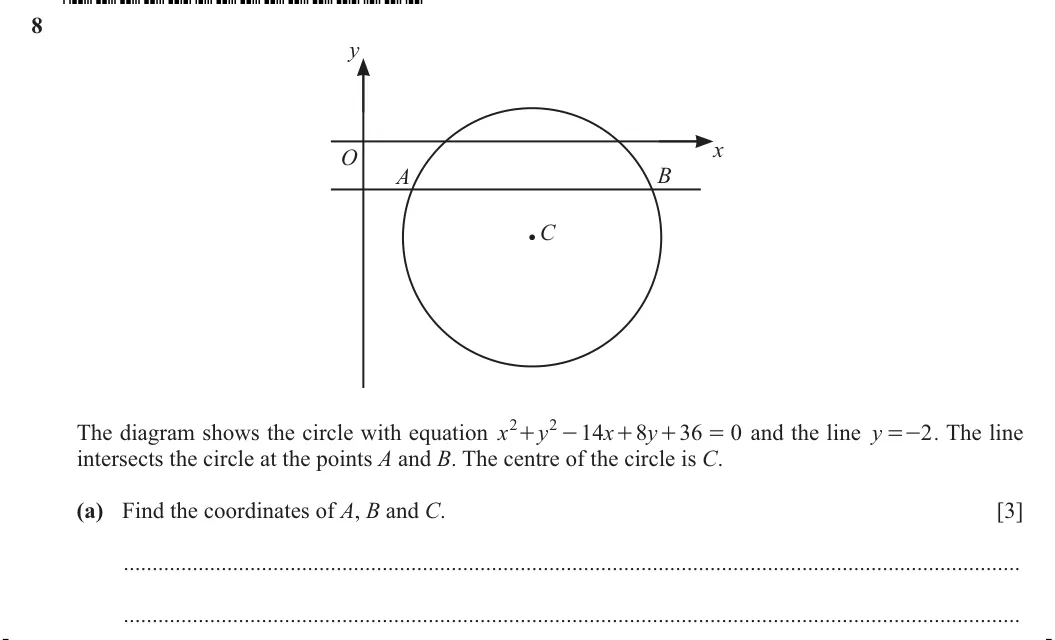 8
y
O
x
A
B
C
The diagram shows the circle with equation x²+y²−14x+8y+36 = 0 and the line y=−2. The line
intersects the circle at the points A and B. The centre of the circle is C.
(a) Find the coordinates of A, B and C. [3]